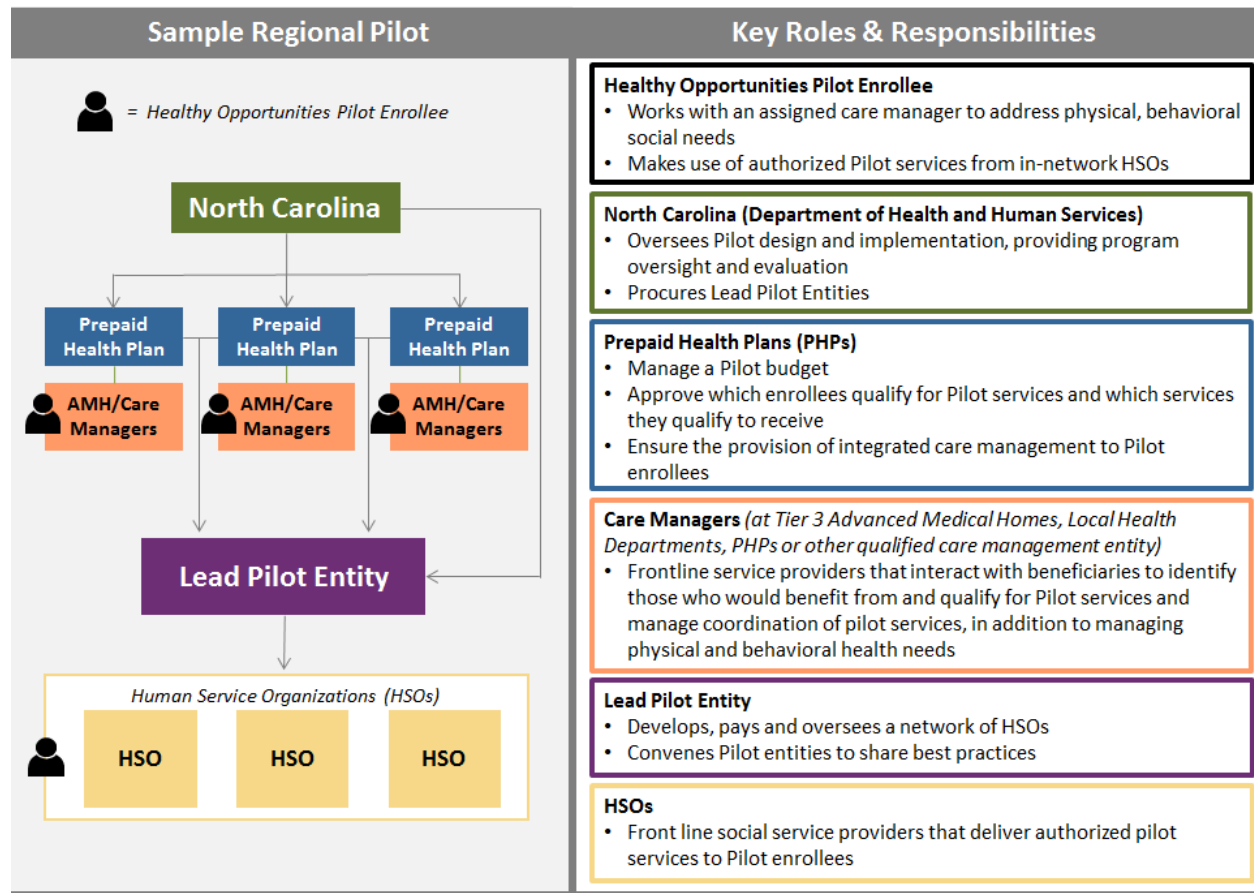 Sample Regional Pilot
= Healthy Opportunities Pilot Enrollee
North Carolina
Prepaid
Health Plan
Prepaid
Health Plan
Prepaid
Health Plan
AMH/Care
Managers
AMH/Care
Managers
AMH/Care
Managers
Lead Pilot Entity
Human Service Organizations (HSOs)
HSO
HSO
HSO
Key Roles & Responsibilities
Healthy Opportunities Pilot Enrollee
• Works with an assigned care manager to address physical, behavioral
social needs
• Makes use of authorized Pilot services from in-network HSOs
North Carolina (Department of Health and Human Services)
• Oversees Pilot design and implementation, providing program
oversight and evaluation
• Procures Lead Pilot Entities
Prepaid Health Plans (PHPs)
• Manage a Pilot budget
• Approve which enrollees qualify for Pilot services and which services
they qualify to receive
• Ensure the provision of integrated care management to Pilot
enrollees
Care Managers (at Tier 3 Advanced Medical Homes, Local Health
Departments, PHPs or other qualified care management entity)
• Frontline service providers that interact with beneficiaries to identify
those who would benefit from and qualify for Pilot services and
manage coordination of pilot services, in addition to managing
physical and behavioral health needs
Lead Pilot Entity
• Develops, pays and oversees a network of HSOs
• Convenes Pilot entities to share best practices
HSOs
• Front line social service providers that deliver authorized pilot
services to Pilot enrollees